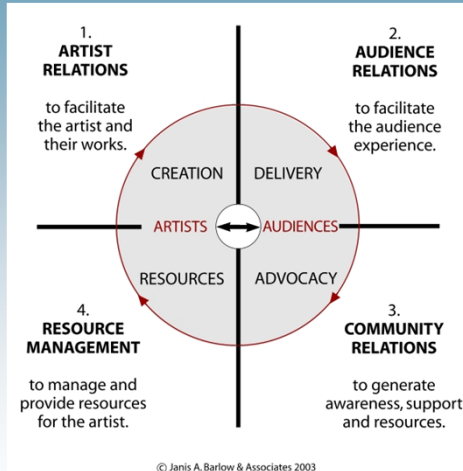 1.
ARTIST
RELATIONS
to facilitate
the artist and
their works.
2.
AUDIENCE
RELATIONS
to facilitate
the audience
experience.
CREATION
DELIVERY
ARTISTS
AUDIENCES
RESOURCES
ADVOCACY
4.
RESOURCE
MANAGEMENT
to manage and
provide resources
for the artist.
3.
COMMUNITY
RELATIONS
to generate
awareness, support
and resources.
© Janis A. Barlow & Associates 2003